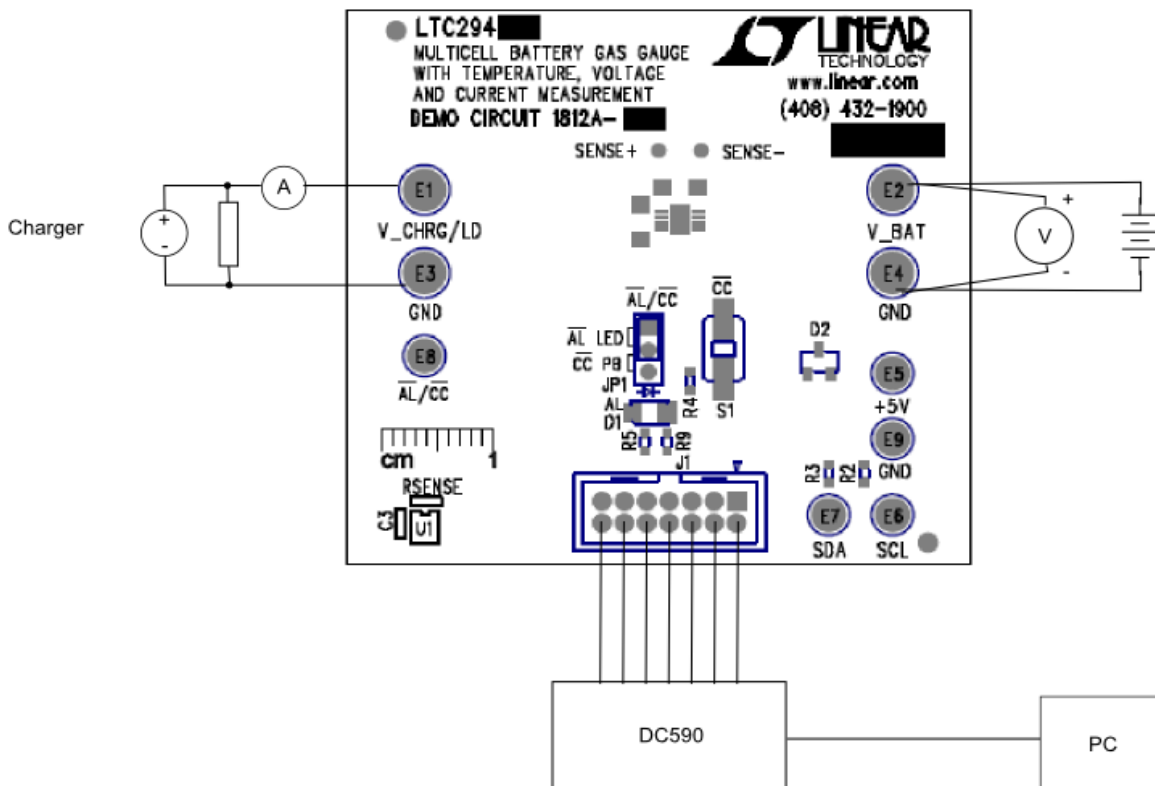 LTC294
MULTICELL BATTERY GAS GAUGE
WITH TEMPERATURE, VOLTAGE
AND CURRENT MEASUREMENT
DEMO CIRCUIT 1812A-
LINEAR
TECHNOLOGY
www.linear.com
(408) 432-1900
SENSE+
SENSE-
Charger
+
-
A
E1
V_CHRG/LD
E3
GND
E8
AL/CC
E2
V_BAT
E4
GND
+
V
-
AL/CC
AL LED
CC PB
JP1
AL
D1
R5
R9
R4
CC
S1
D2
E5
+5V
E9
GND
R3
R2
E7
SDA
E6
SCL
cm
1
RSENSE
C3
U1
J1
DC590
PC